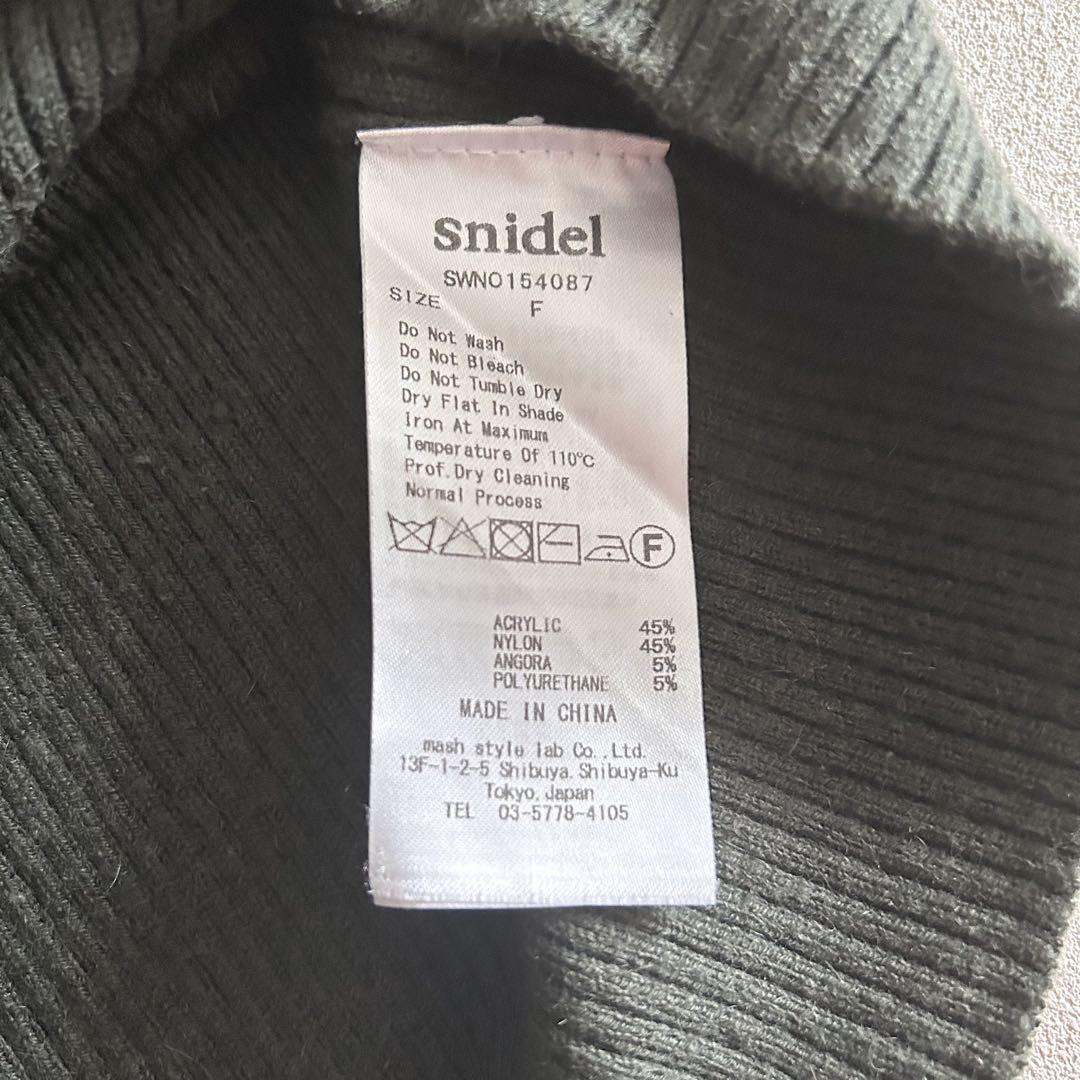 snidel
SWNO154087
SIZE F
Do Not Wash
Do Not Bleach
Do Not Tumble Dry
Dry Flat In Shade
Iron At Maximum
Temperature Of 110℃
Prof.Dry Cleaning
Normal Process
F
ACRYLIC 45%
NYLON 45%
ANGORA 5%
POLYURETHANE 5%
MADE IN CHINA
mash style lab Co.,Ltd.
13F-1-2-5 Shibuya. Shibuya-Ku
Tokyo, Japan
TEL 03-5778-4105